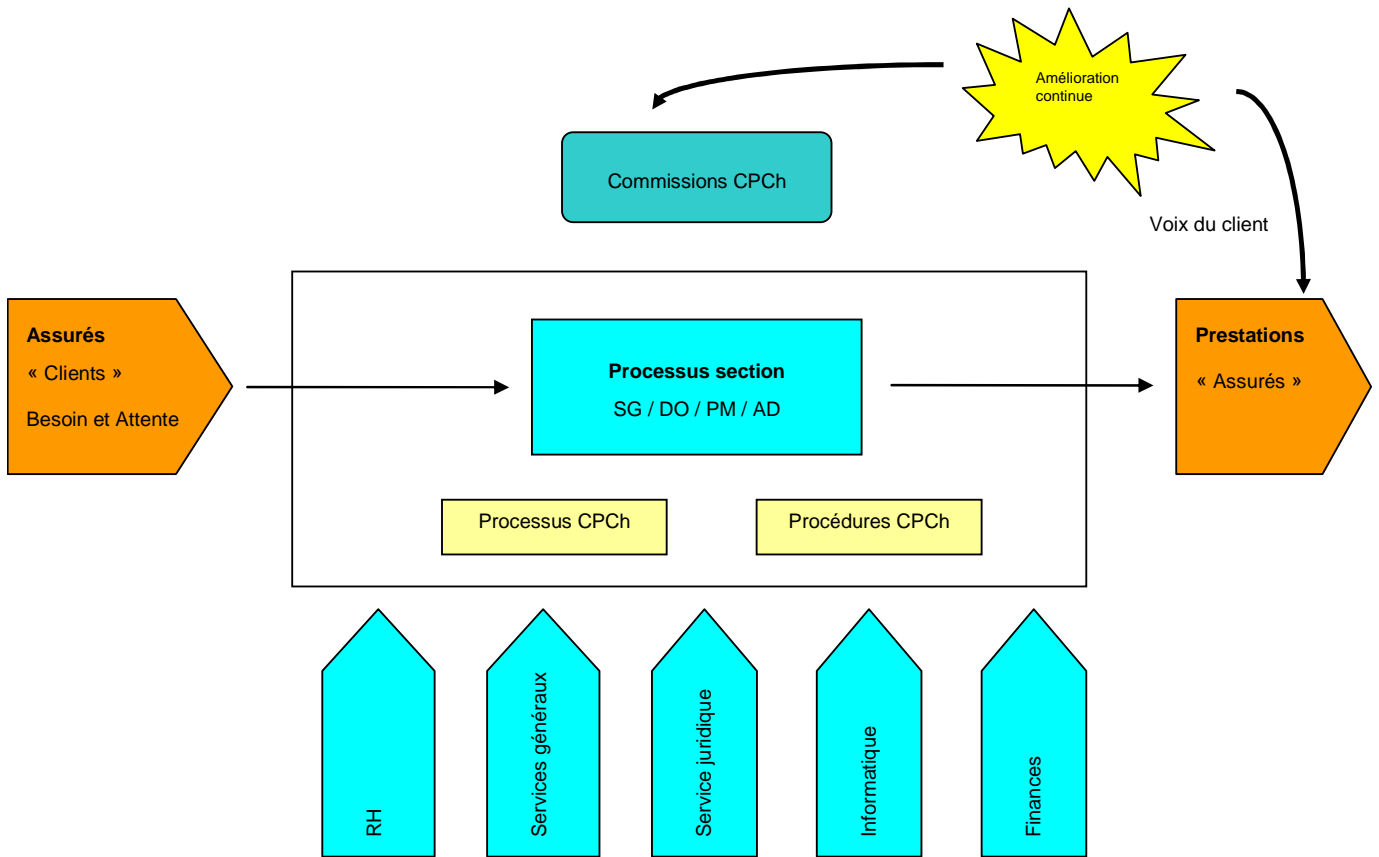 Amélioration
continue
Commissions CPCh
Voix du client
Assurés
« Clients »
Besoin et Attente
Processus section
SG / DO / PM / AD
Prestations
« Assurés »
Processus CPCh
Procédures CPCh
RH
Services généraux
Service juridique
Informatique
Finances